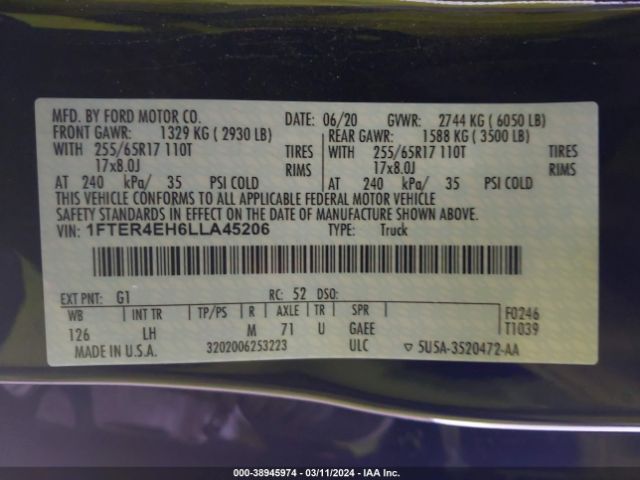 MFD. BY FORD MOTOR CO. DATE: 06/20 GVWR: 2744 KG ( 6050 LB)
FRONT GAWR: 1329 KG ( 2930 LB) REAR GAWR: 1588 KG ( 3500 LB)
WITH 255/65R17 110T TIRES WITH 255/65R17 110T TIRES
17x8.0J RIMS 17x8.0J RIMS
AT 240 kPa/ 35 PSI COLD AT 240 kPa/ 35 PSI COLD
THIS VEHICLE CONFORMS TO ALL APPLICABLE FEDERAL MOTOR VEHICLE
SAFETY STANDARDS IN EFFECT ON THE DATE OF MANUFACTURE SHOWN ABOVE.
VIN: 1FTER4EH6LLA45206 TYPE: Truck
EXT PNT: G1 RC: 52 DSO:
WB INT TR TP/PS R AXLE TR SPR F0246
126 LH M 71 U GAEE T1039
MADE IN U.S.A. 3202006253223 ULC ▽ 5U5A-3520472-AA
000-38945974 - 03/11/2024 - IAA Inc.